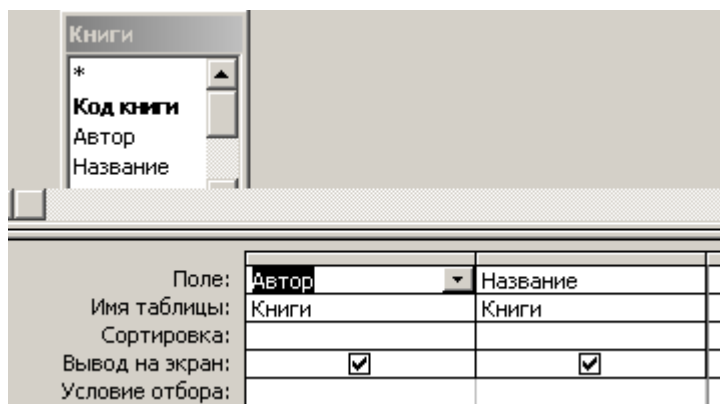 Книги
*
Код книги
Автор
Название
Поле: Автор Название
Имя таблицы: Книги Книги
Сортировка:
Вывод на экран:
Условие отбора: